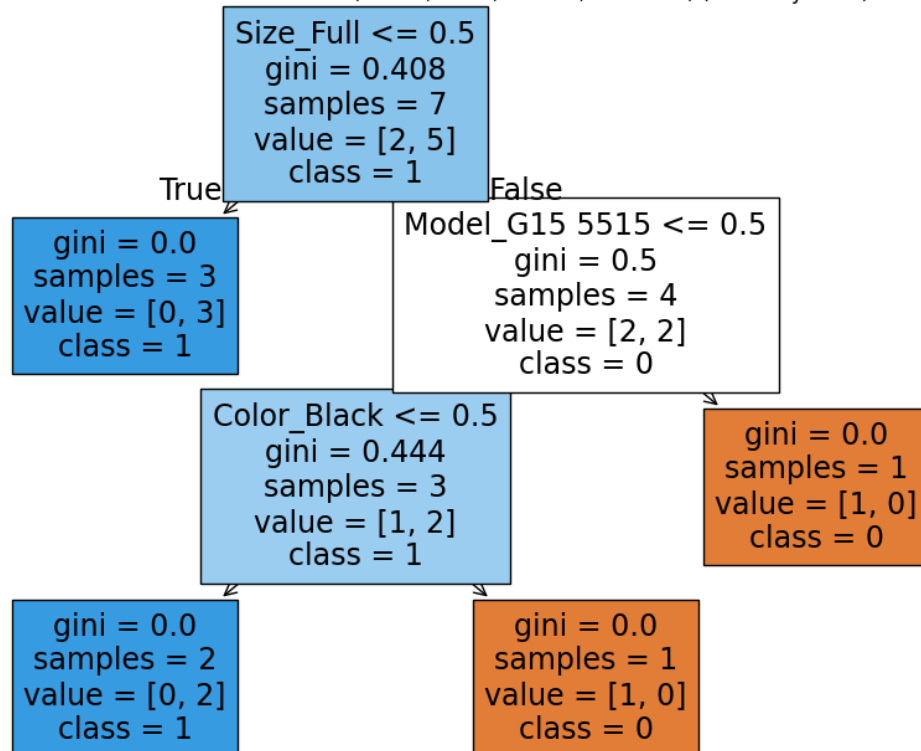 Size_Full <= 0.5
gini = 0.408
samples = 7
value = [2, 5]
class = 1
True
False
gini = 0.0
samples = 3
value = [0, 3]
class = 1
Model_G15 5515 <= 0.5
gini = 0.5
samples = 4
value = [2, 2]
class = 0
Color_Black <= 0.5
gini = 0.444
samples = 3
value = [1, 2]
class = 1
gini = 0.0
samples = 1
value = [1, 0]
class = 0
gini = 0.0
samples = 2
value = [0, 2]
class = 1
gini = 0.0
samples = 1
value = [1, 0]
class = 0